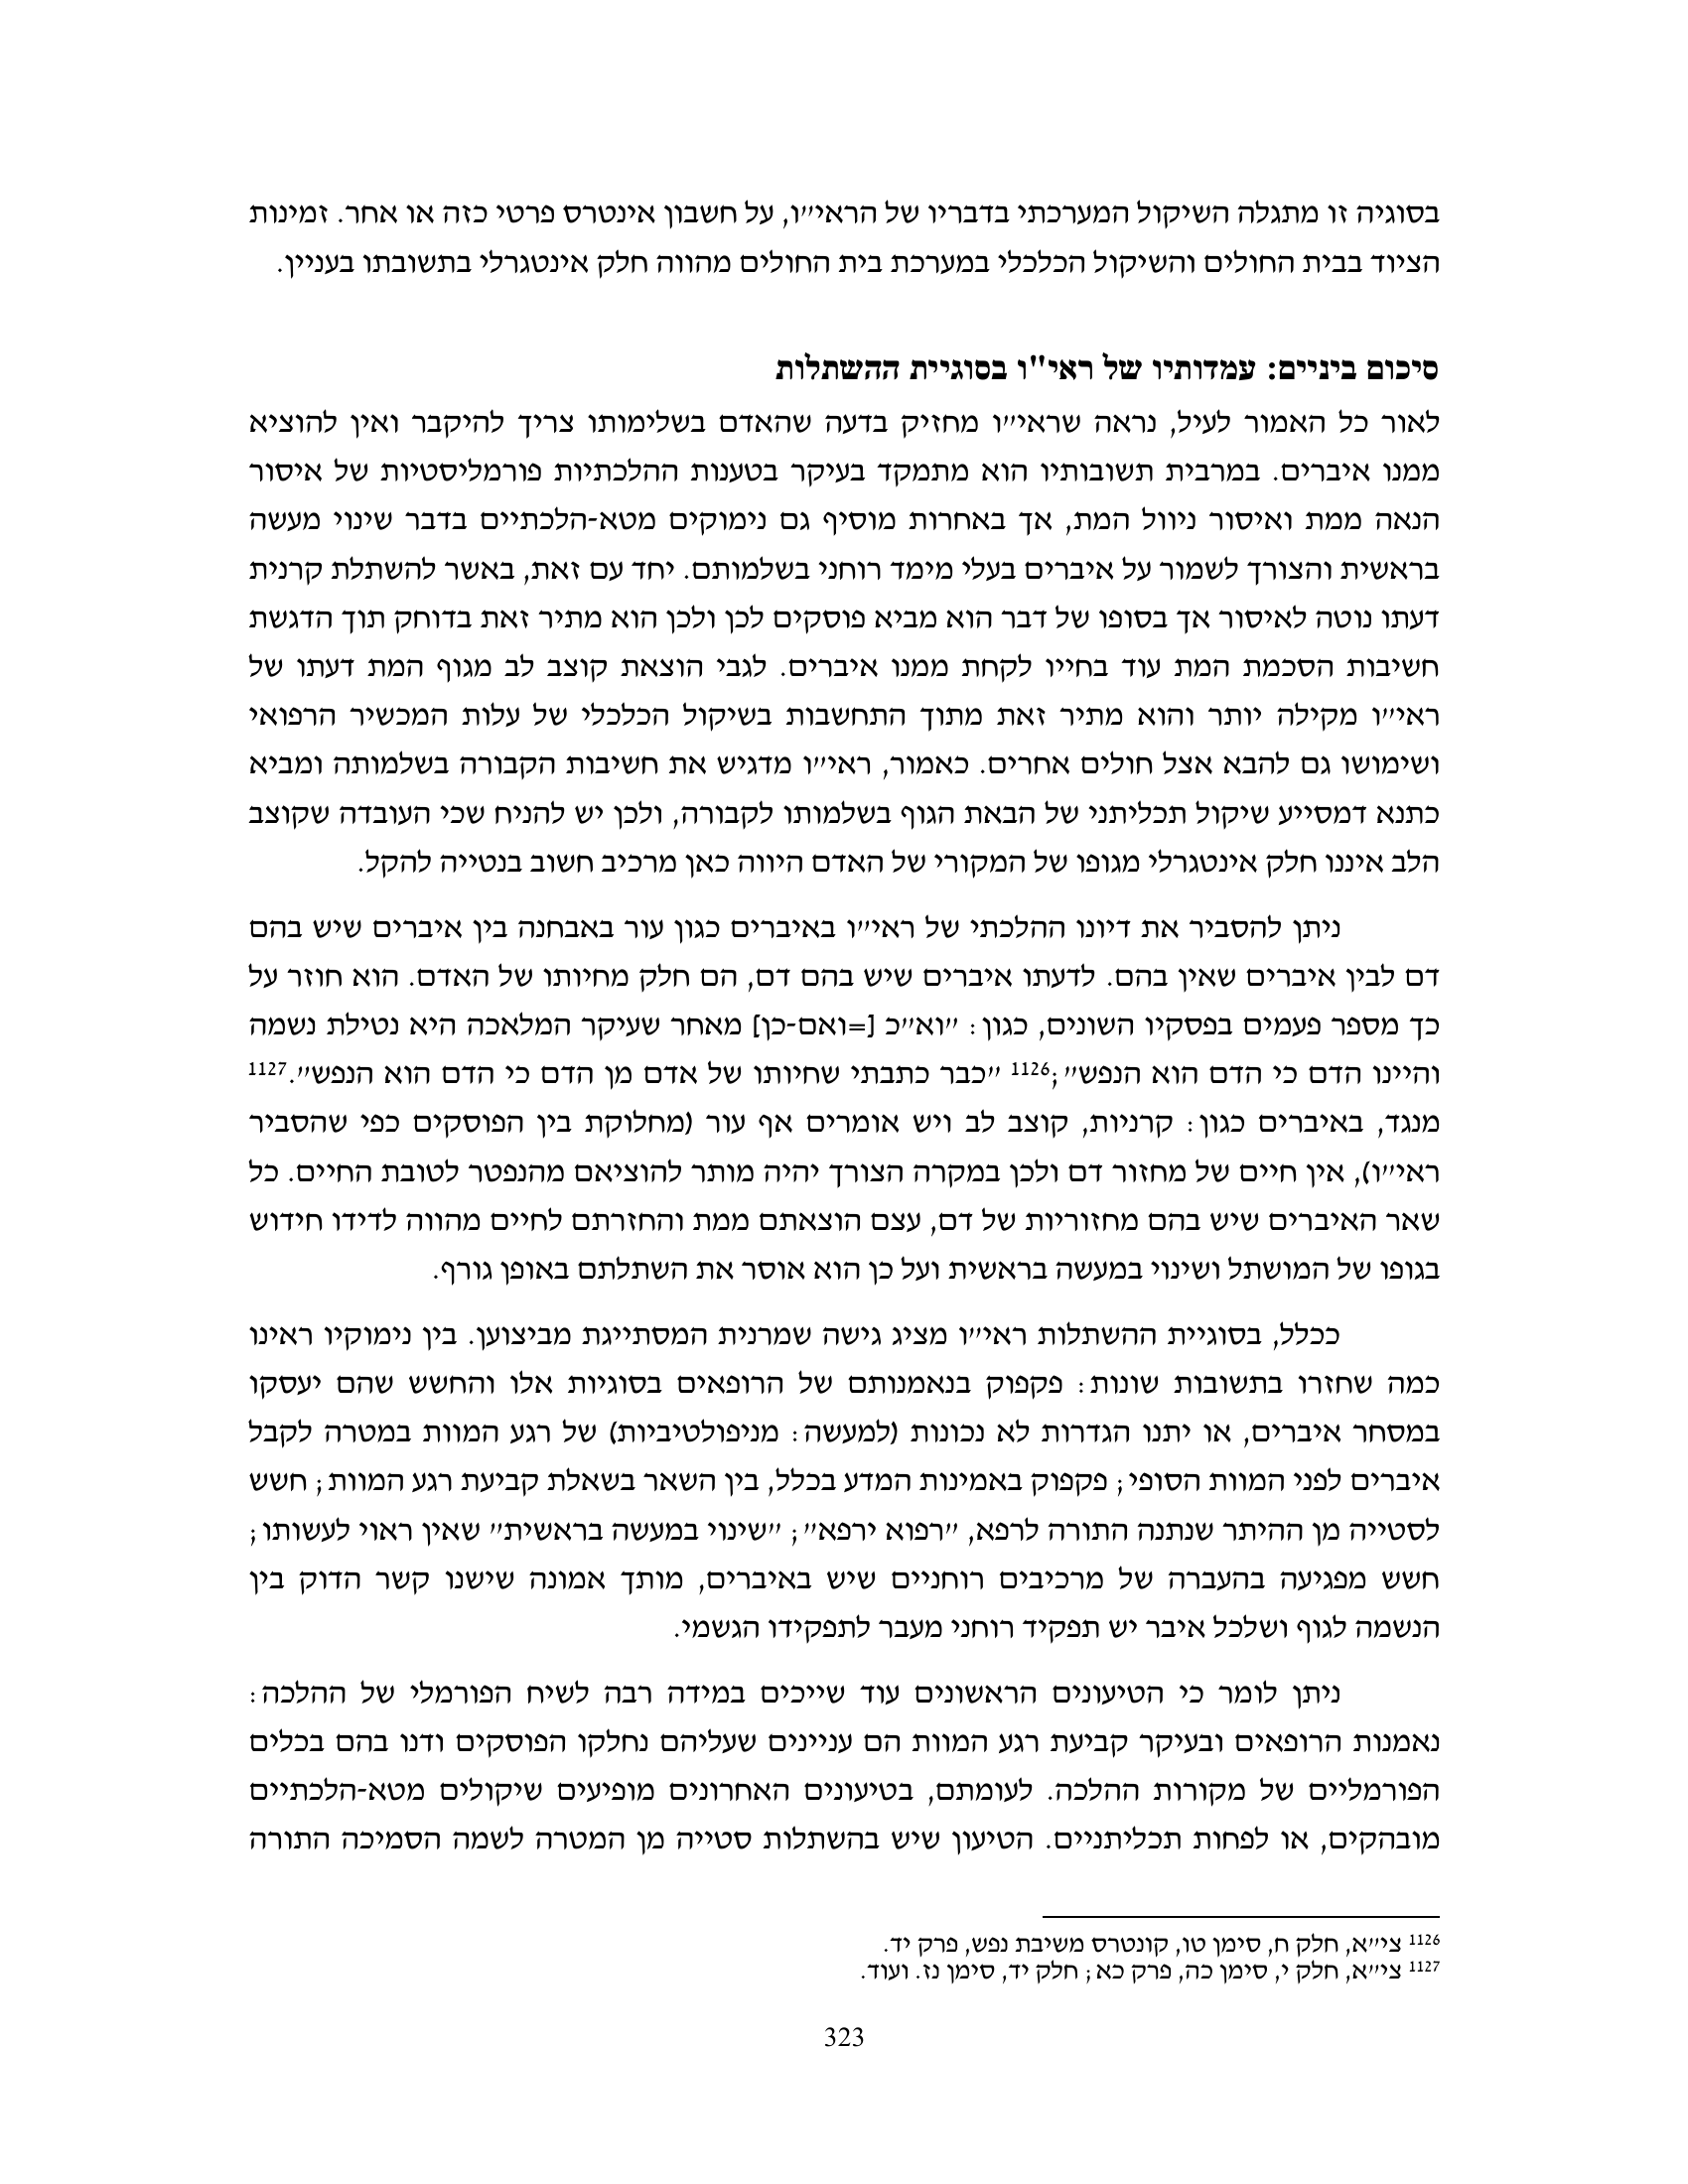 בסוגיה זו מתגלה השיקול המערכתי בדבריו של הראי״ו, על חשבון אינטרס פרטי כזה או אחר. זמינות
הציוד בבית החולים והשיקול הכלכלי במערכת בית החולים מהווה חלק אינטגרלי בתשובתו בעניין.
סיכום ביניים: עמדותיו של ראי"ו בסוגיית ההשתלות
לאור כל האמור לעיל, נראה שראי״ו מחזיק בדעה שהאדם בשלימותו צריך להיקבר ואין להוציא
ממנו איברים. במרבית תשובותיו הוא מתמקד בעיקר בטענות ההלכתיות פורמליסטיות של איסור
הנאה ממת ואיסור ניוול המת, אך באחרות מוסיף גם נימוקים מטא-הלכתיים בדבר שינוי מעשה
בראשית והצורך לשמור על איברים בעלי מימד רוחני בשלמותם. יחד עם זאת, באשר להשתלת קרנית
דעתו נוטה לאיסור אך בסופו של דבר הוא מביא פוסקים לכן ולכן הוא מתיר זאת בדוחק תוך הדגשת
חשיבות הסכמת המת עוד בחייו לקחת ממנו איברים. לגבי הוצאת קוצב לב מגוף המת דעתו של
ראי״ו מקילה יותר והוא מתיר זאת מתוך התחשבות בשיקול הכלכלי של עלות המכשיר הרפואי
ושימושו גם להבא אצל חולים אחרים. כאמור, ראי״ו מדגיש את חשיבות הקבורה בשלמותה ומביא
כתנא דמסייע שיקול תכליתני של הבאת הגוף בשלמותו לקבורה, ולכן יש להניח שכי העובדה שקוצב
הלב איננו חלק אינטגרלי מגופו של המקורי של האדם היווה כאן מרכיב חשוב בנטייה להקל.
ניתן להסביר את דיונו ההלכתי של ראי״ו באיברים כגון עור באבחנה בין איברים שיש בהם
דם לבין איברים שאין בהם. לדעתו איברים שיש בהם דם, הם חלק מחיותו של האדם. הוא חוזר על
כך מספר פעמים בפסקיו השונים, כגון: ״וא״כ [=ואם-כן] מאחר שעיקר המלאכה היא נטילת נשמה
והיינו הדם כי הדם הוא הנפש״;1126 ״כבר כתבתי שחיותו של אדם מן הדם כי הדם הוא הנפש״.1127
מנגד, באיברים כגון: קרניות, קוצב לב ויש אומרים אף עור (מחלוקת בין הפוסקים כפי שהסביר
ראי״ו), אין חיים של מחזור דם ולכן במקרה הצורך יהיה מותר להוציאם מהנפטר לטובת החיים. כל
שאר האיברים שיש בהם מחזוריות של דם, עצם הוצאתם ממת והחזרתם לחיים מהווה לדידו חידוש
בגופו של המושתל ושינוי במעשה בראשית ועל כן הוא אוסר את השתלתם באופן גורף.
ככלל, בסוגיית ההשתלות ראי״ו מציג גישה שמרנית המסתייגת מביצוען. בין נימוקיו ראינו
כמה שחזרו בתשובות שונות: פקפוק בנאמנותם של הרופאים בסוגיות אלו והחשש שהם יעסקו
במסחר איברים, או יתנו הגדרות לא נכונות (למעשה: מניפולטיביות) של רגע המוות במטרה לקבל
איברים לפני המוות הסופי; פקפוק באמינות המדע בכלל, בין השאר בשאלת קביעת רגע המוות; חשש
לסטייה מן ההיתר שנתנה התורה לרפא, ״רפוא ירפא״; ״שינוי במעשה בראשית״ שאין ראוי לעשותו;
חשש מפגיעה בהעברה של מרכיבים רוחניים שיש באיברים, מותך אמונה שישנו קשר הדוק בין
הנשמה לגוף ושלכל איבר יש תפקיד רוחני מעבר לתפקידו הגשמי.
ניתן לומר כי הטיעונים הראשונים עוד שייכים במידה רבה לשיח הפורמלי של ההלכה:
נאמנות הרופאים ובעיקר קביעת רגע המוות הם עניינים שעליהם נחלקו הפוסקים ודנו בהם בכלים
הפורמליים של מקורות ההלכה. לעומתם, בטיעונים האחרונים מופיעים שיקולים מטא-הלכתיים
מובהקים, או לפחות תכליתניים. הטיעון שיש בהשתלות סטייה מן המטרה לשמה הסמיכה התורה
1126 צי״א, חלק ח, סימן טו, קונטרס משיבת נפש, פרק יד.
1127 צי״א, חלק י, סימן כה, פרק כא; חלק יד, סימן נז. ועוד.
323